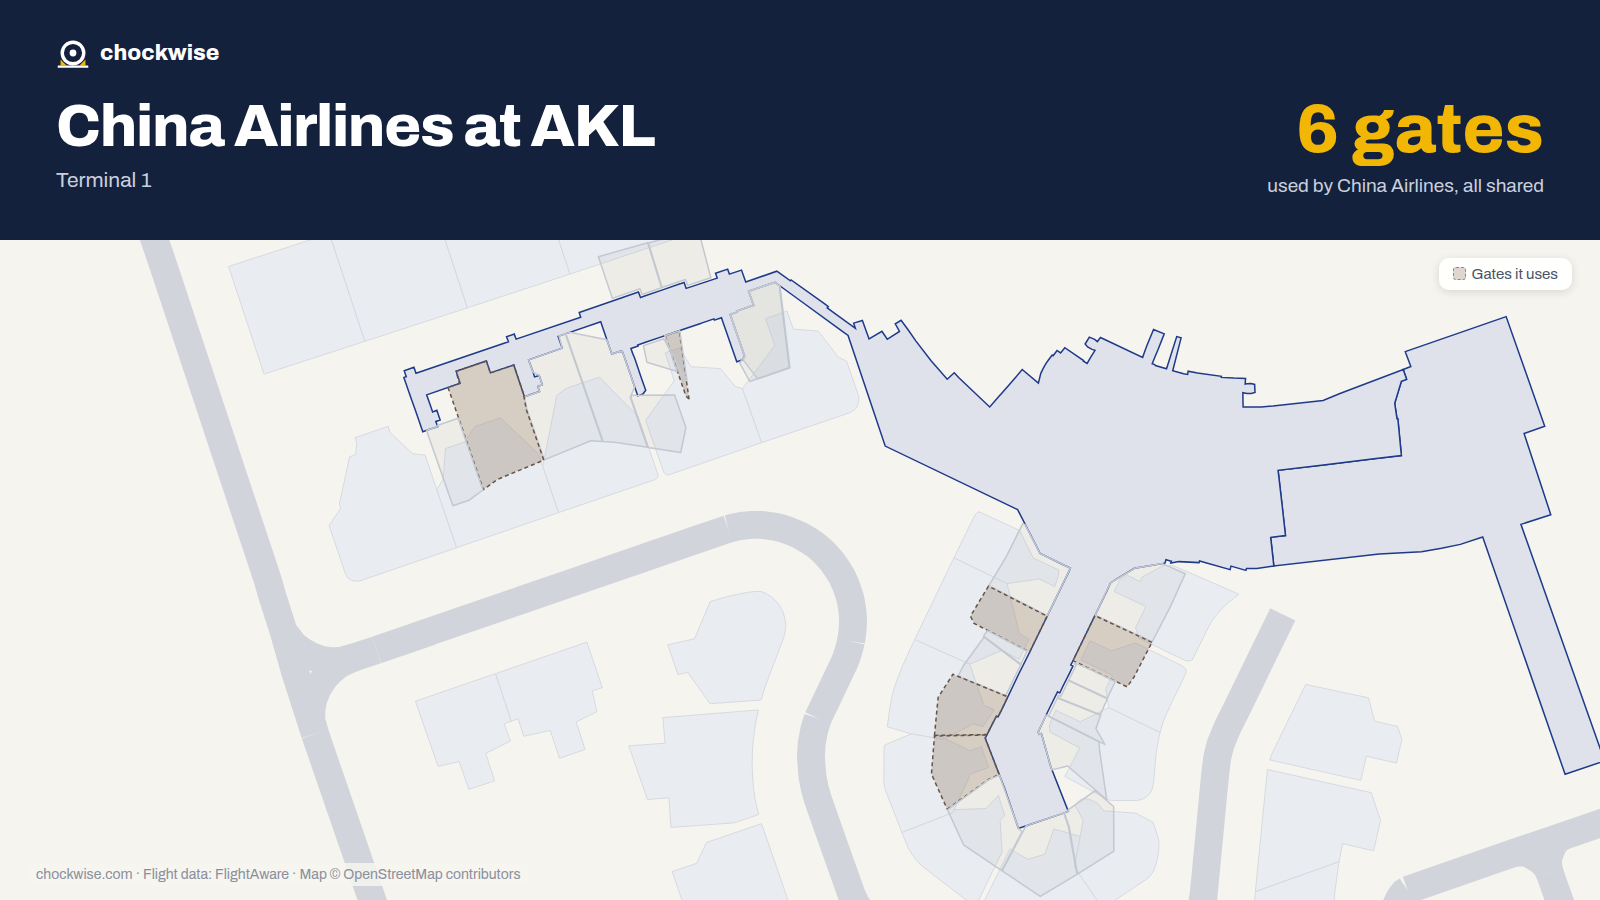 chockwise
China Airlines at AKL
Terminal 1
6 gates
used by China Airlines, all shared
Gates it uses
chockwise.com · Flight data: FlightAware · Map © OpenStreetMap contributors